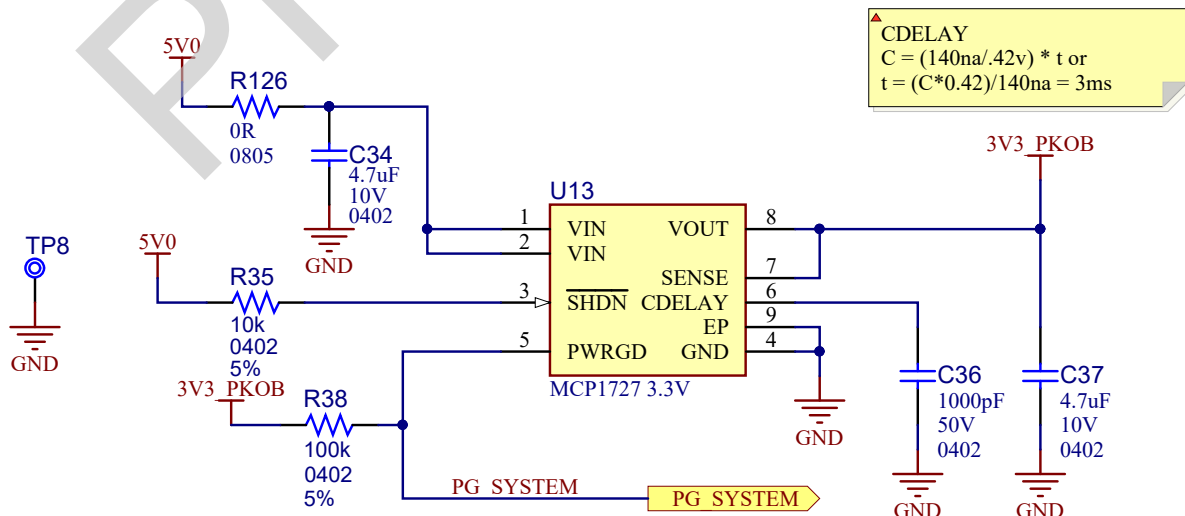 CDELAY
C = (140na/.42v) * t or
t = (C*0.42)/140na = 3ms
5V0
R126
0R
0805
C34
4.7uF
10V
0402
GND
3V3_PKOB
U13
1 VIN VOUT 8
2 VIN
SENSE 7
3 SHDN CDELAY 6
EP 9
5 PWRGD GND 4
MCP1727 3.3V
TP8
GND
5V0
R35
10k
0402
5%
3V3_PKOB
R38
100k
0402
5%
PG_SYSTEM
PG_SYSTEM
GND
C36
1000pF
50V
0402
GND
C37
4.7uF
10V
0402
GND